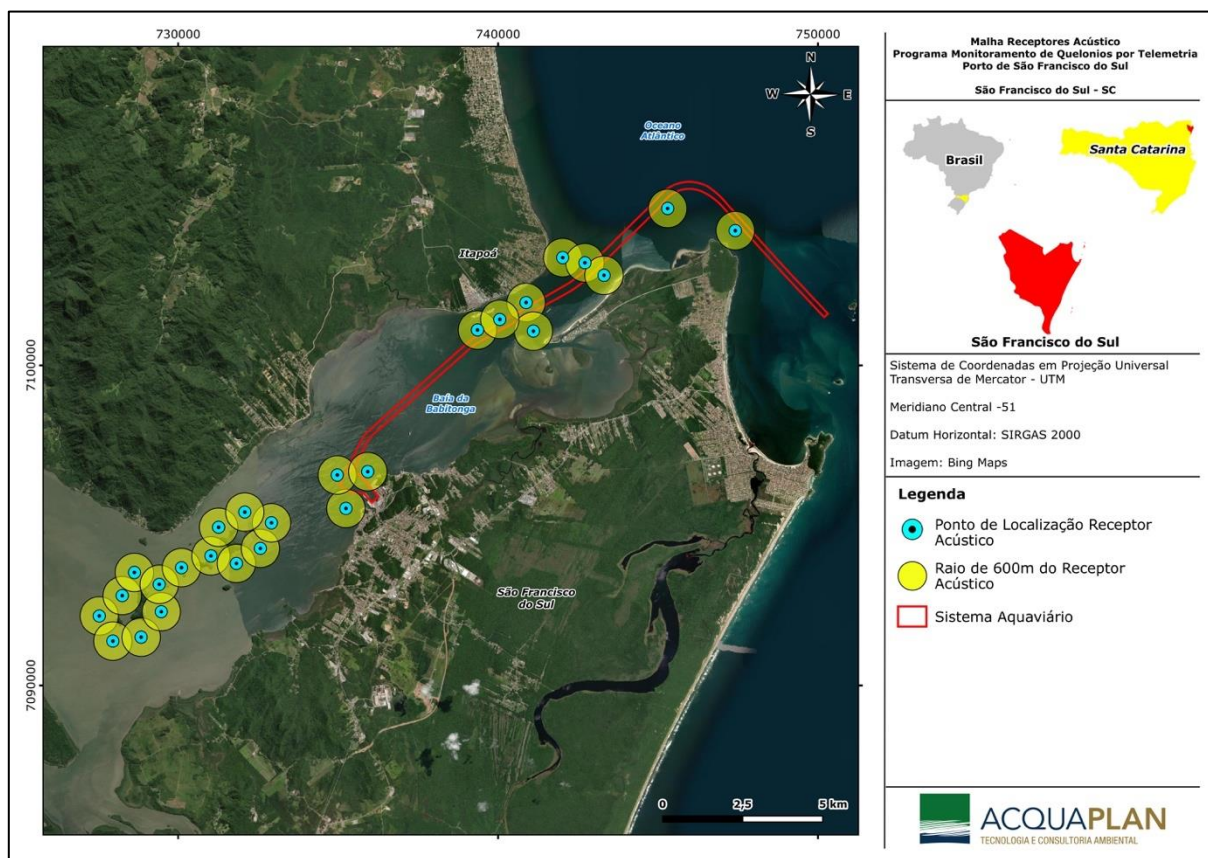 730000
740000
750000
7100000
7090000
N
W E
S
Oceano
Atlântico
Itapoá
Baía da
Babitonga
São Francisco
do Sul
0 2,5 5 km
Malha Receptores Acústico
Programa Monitoramento de Quelonios por Telemetria
Porto de São Francisco do Sul
São Francisco do Sul - SC
Brasil
Santa Catarina
São Francisco do Sul
Sistema de Coordenadas em Projeção Universal
Transversa de Mercator - UTM
Meridiano Central -51
Datum Horizontal: SIRGAS 2000
Imagem: Bing Maps
Legenda
Ponto de Localização Receptor
Acústico
Raio de 600m do Receptor
Acústico
Sistema Aquaviário
ACQUAPLAN
TECNOLOGIA E CONSULTORIA AMBIENTAL